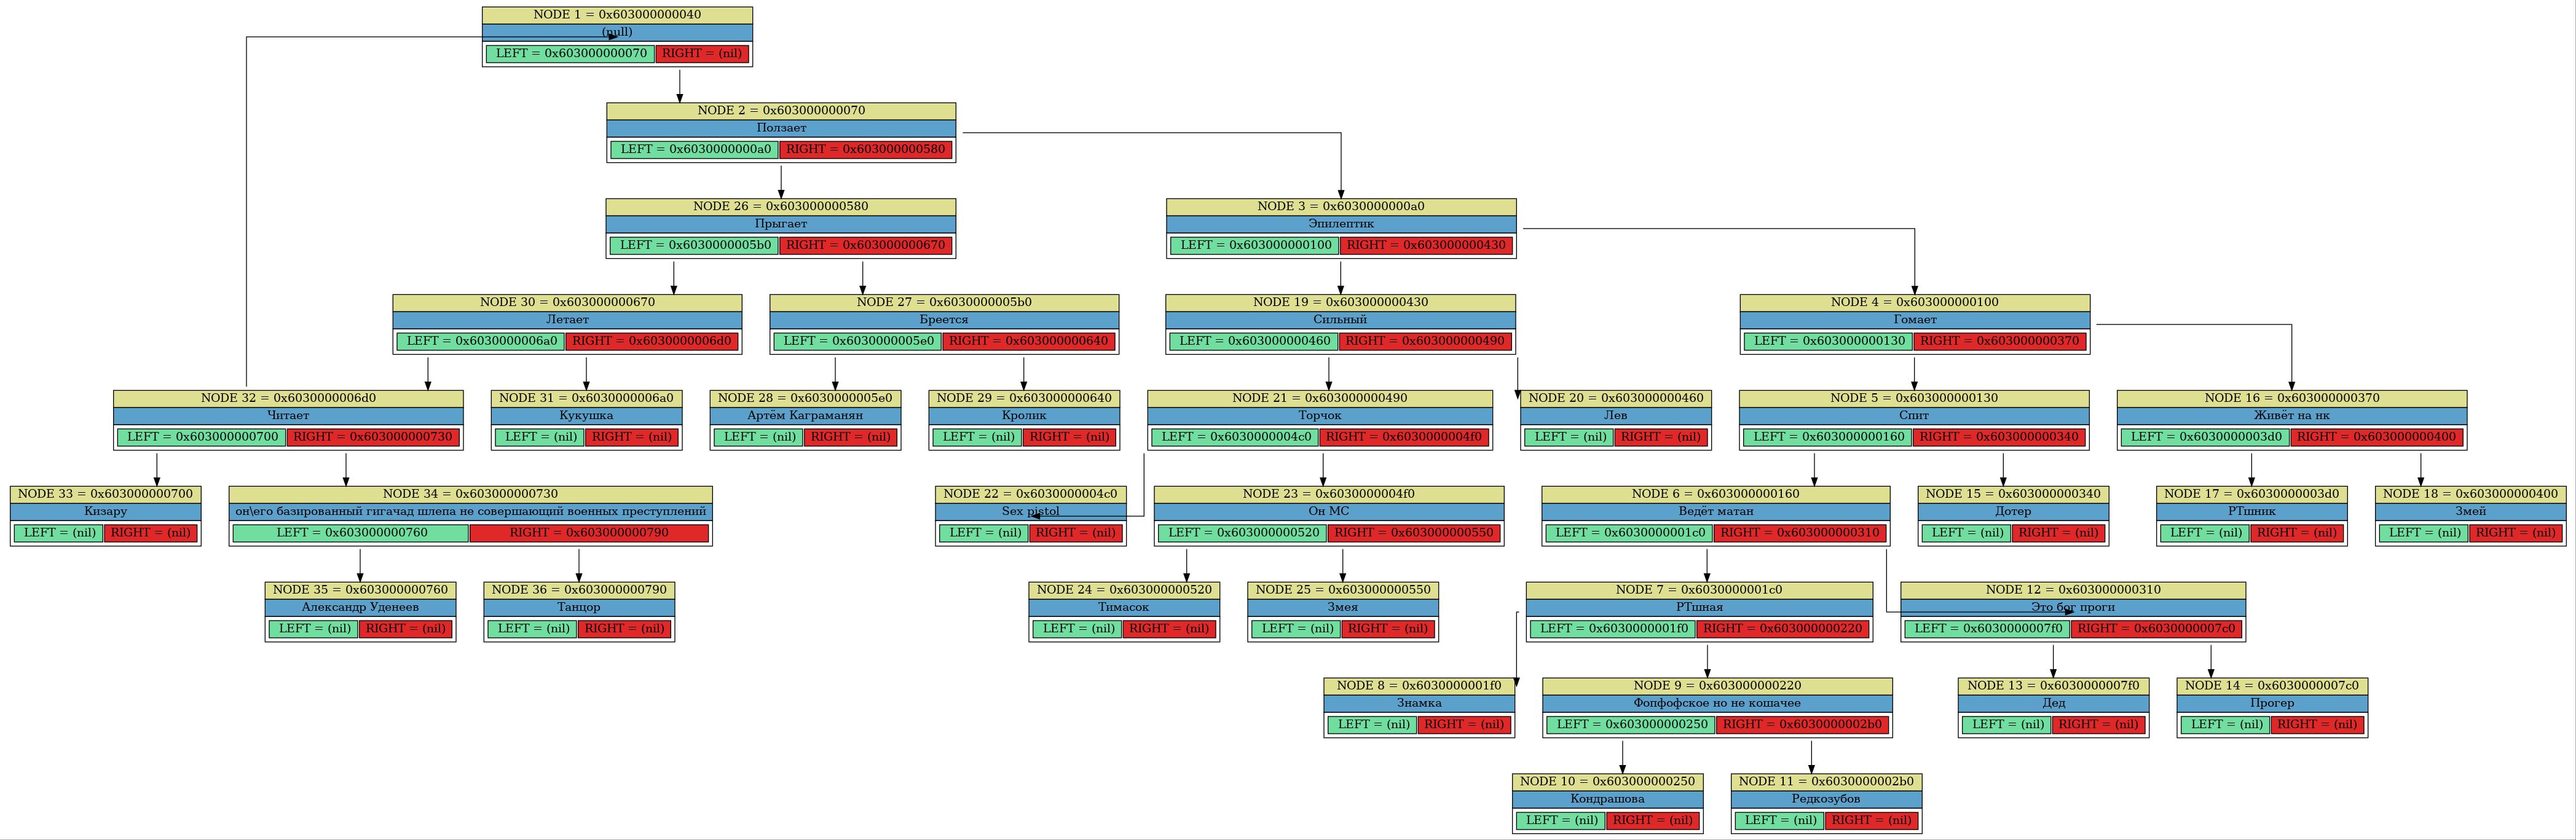 NODE 1 = 0x603000000040
(null)
LEFT = 0x603000000070 RIGHT = (nil)
NODE 2 = 0x603000000070
Ползает
LEFT = 0x6030000000a0 RIGHT = 0x603000000580
NODE 26 = 0x603000000580
Прыгает
LEFT = 0x6030000005b0 RIGHT = 0x603000000670
NODE 3 = 0x6030000000a0
Эпилептик
LEFT = 0x603000000100 RIGHT = 0x603000000430
NODE 30 = 0x603000000670
Летает
LEFT = 0x6030000006a0 RIGHT = 0x6030000006d0
NODE 27 = 0x6030000005b0
Бреется
LEFT = 0x6030000005e0 RIGHT = 0x603000000640
NODE 19 = 0x603000000430
Сильный
LEFT = 0x603000000460 RIGHT = 0x603000000490
NODE 4 = 0x603000000100
Гомает
LEFT = 0x603000000130 RIGHT = 0x603000000370
NODE 32 = 0x6030000006d0
Читает
LEFT = 0x603000000700 RIGHT = 0x603000000730
NODE 31 = 0x6030000006a0
Кукушка
LEFT = (nil) RIGHT = (nil)
NODE 28 = 0x6030000005e0
Артём Каграманян
LEFT = (nil) RIGHT = (nil)
NODE 29 = 0x603000000640
Кролик
LEFT = (nil) RIGHT = (nil)
NODE 21 = 0x603000000490
Торчок
LEFT = 0x6030000004c0 RIGHT = 0x6030000004f0
NODE 20 = 0x603000000460
Лев
LEFT = (nil) RIGHT = (nil)
NODE 5 = 0x603000000130
Спит
LEFT = 0x603000000160 RIGHT = 0x603000000340
NODE 16 = 0x603000000370
Живёт на нк
LEFT = 0x6030000003d0 RIGHT = 0x603000000400
NODE 33 = 0x603000000700
Кизару
LEFT = (nil) RIGHT = (nil)
NODE 34 = 0x603000000730
он\его базированный гигачад шлепа не совершающий военных преступлений
LEFT = 0x603000000760 RIGHT = 0x603000000790
NODE 22 = 0x6030000004c0
Sex pistol
LEFT = (nil) RIGHT = (nil)
NODE 23 = 0x6030000004f0
Он МС
LEFT = 0x603000000520 RIGHT = 0x603000000550
NODE 6 = 0x603000000160
Ведёт матан
LEFT = 0x6030000001c0 RIGHT = 0x603000000310
NODE 15 = 0x603000000340
Дотер
LEFT = (nil) RIGHT = (nil)
NODE 17 = 0x6030000003d0
РТшник
LEFT = (nil) RIGHT = (nil)
NODE 18 = 0x603000000400
Змей
LEFT = (nil) RIGHT = (nil)
NODE 35 = 0x603000000760
Александр Уденеев
LEFT = (nil) RIGHT = (nil)
NODE 36 = 0x603000000790
Танцор
LEFT = (nil) RIGHT = (nil)
NODE 24 = 0x603000000520
Тимасок
LEFT = (nil) RIGHT = (nil)
NODE 25 = 0x603000000550
Змея
LEFT = (nil) RIGHT = (nil)
NODE 7 = 0x6030000001c0
РТшная
LEFT = 0x6030000001f0 RIGHT = 0x603000000220
NODE 12 = 0x603000000310
Это бог проги
LEFT = 0x6030000007f0 RIGHT = 0x6030000007c0
NODE 8 = 0x6030000001f0
Знамка
LEFT = (nil) RIGHT = (nil)
NODE 9 = 0x603000000220
Фопфофское но не кошачее
LEFT = 0x603000000250 RIGHT = 0x6030000002b0
NODE 13 = 0x6030000007f0
Дед
LEFT = (nil) RIGHT = (nil)
NODE 14 = 0x6030000007c0
Прогер
LEFT = (nil) RIGHT = (nil)
NODE 10 = 0x603000000250
Кондрашова
LEFT = (nil) RIGHT = (nil)
NODE 11 = 0x6030000002b0
Редкозубов
LEFT = (nil) RIGHT = (nil)